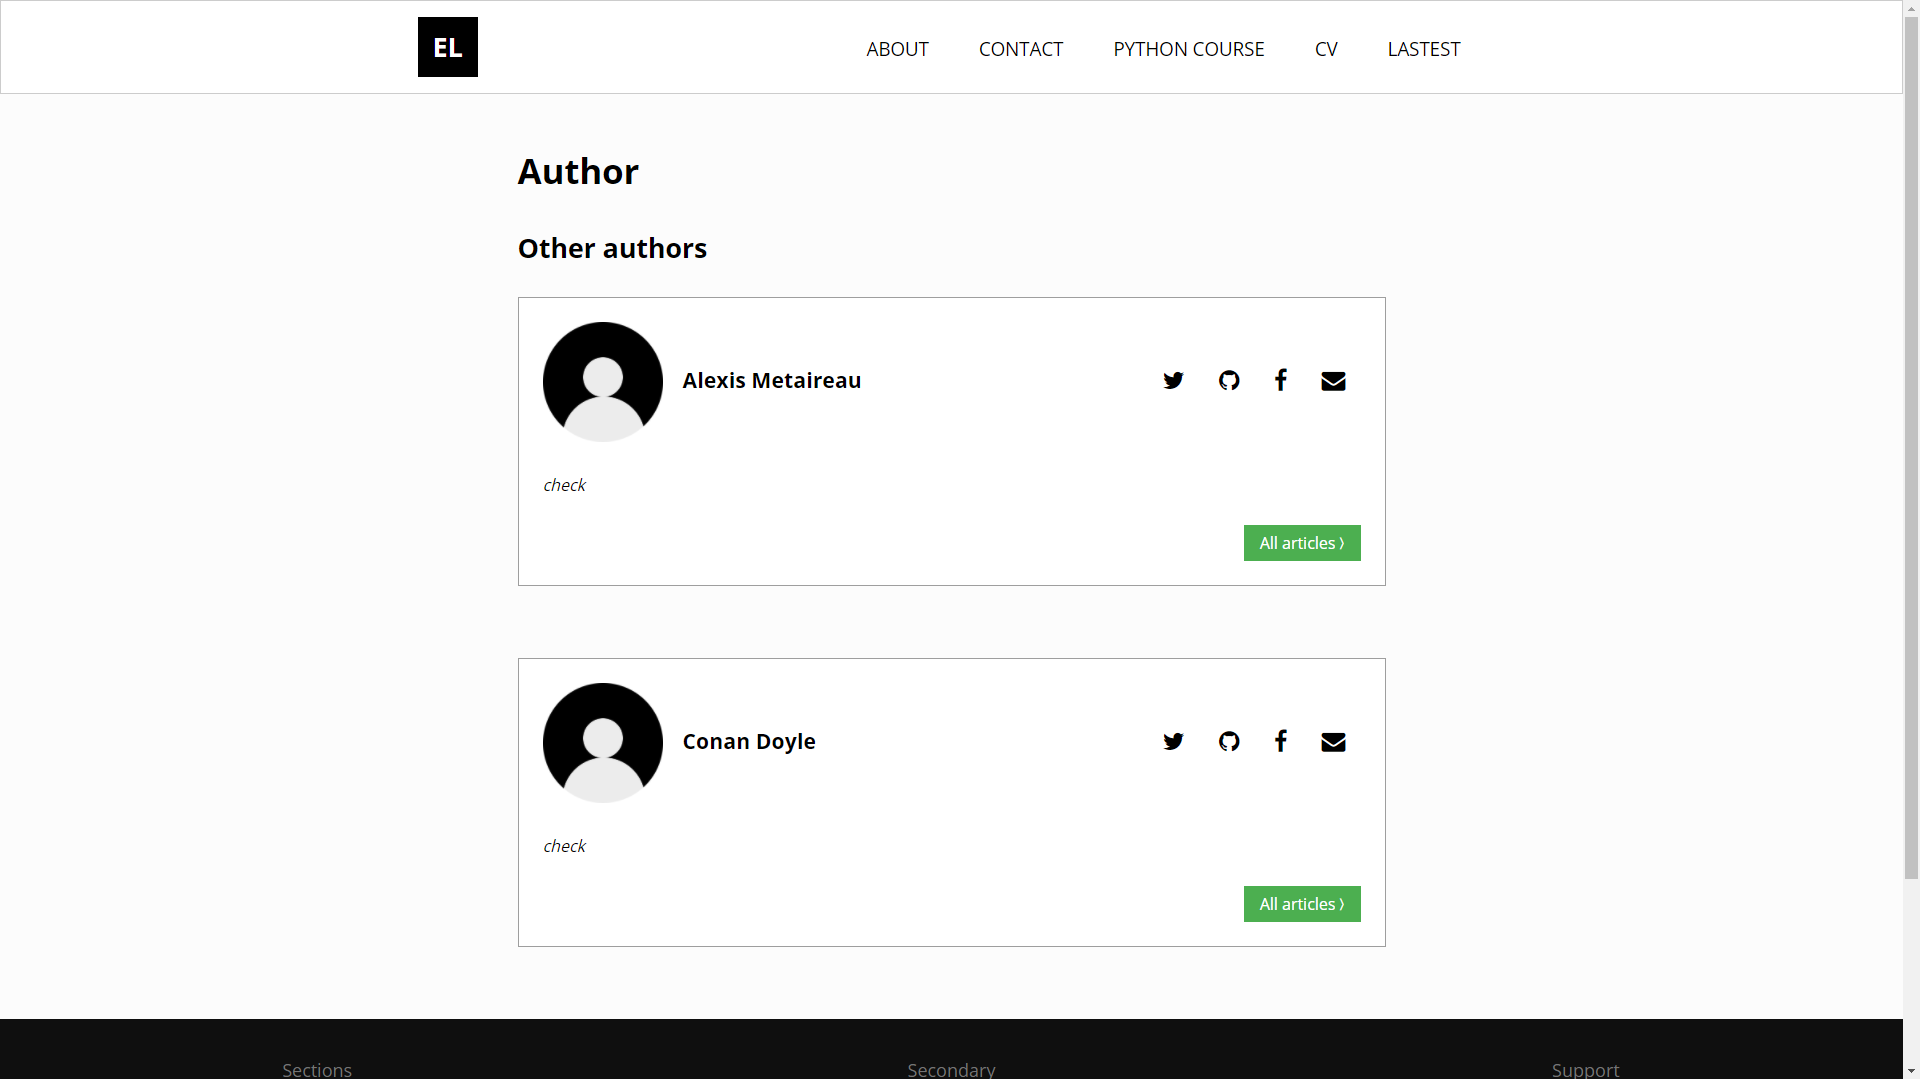 EL
ABOUT CONTACT PYTHON COURSE CV LASTEST
Author
Other authors
Alexis Metaireau
check
All articles ⟩
Conan Doyle
check
All articles ⟩
Sections Secondary Support